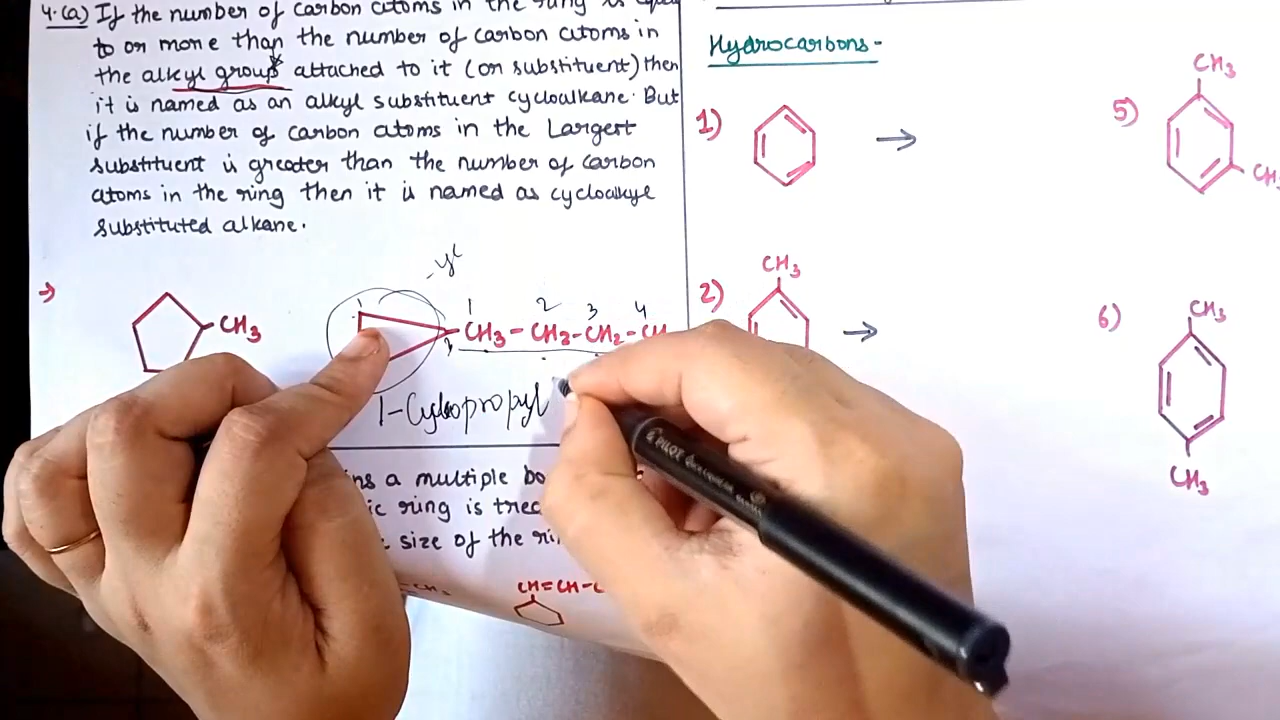 4.(a) If the number of carbon atoms in the ring is equal
to or more than the number of carbon atoms in
the alkyl group attached to it (or substituent) then
it is named as an alkyl substituent cycloalkane. But
if the number of carbon atoms in the Largest
substituent is greater than the number of carbon
atoms in the ring then it is named as cycloalkyl
substituted alkane.
-yl
→ CH3
1 2 3 4
CH3-CH2-CH2-CH
1-Cyclopropyl
a multiple
ring is
size of the
CH=CH-
Hydrocarbons-
1) →
2) CH3 →
5) CH3
CH3
6) CH3
CH3
PILOT